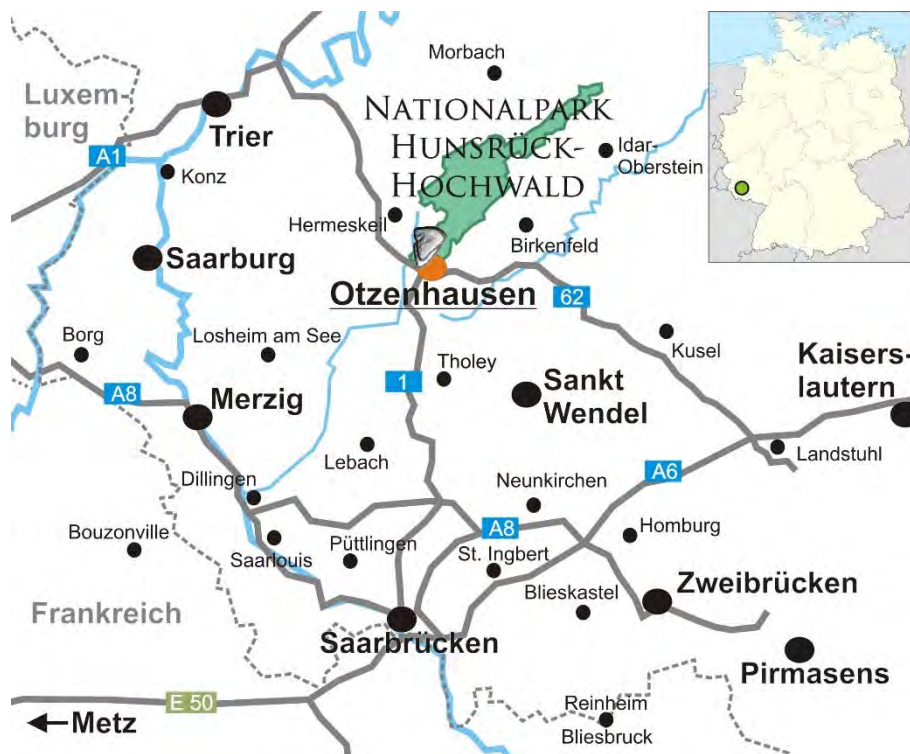 Morbach
Luxem-
burg
Trier
NATIONALPARK
HUNSRÜCK-
HOCHWALD
Idar-
Oberstein
A1
Konz
Hermeskeil
Birkenfeld
Saarburg
Otzenhausen
62
Borg
Losheim am See
Kusel
Kaisers-
lautern
Tholey
1
A8
Merzig
Sankt
Wendel
Lebach
Landstuhl
Dillingen
Neunkirchen
A6
Bouzonville
Saarlouis
Püttlingen
A8
St. Ingbert
Homburg
Frankreich
Blieskastel
Zweibrücken
Saarbrücken
Pirmasens
E 50
Metz
Reinheim
Bliesbruck